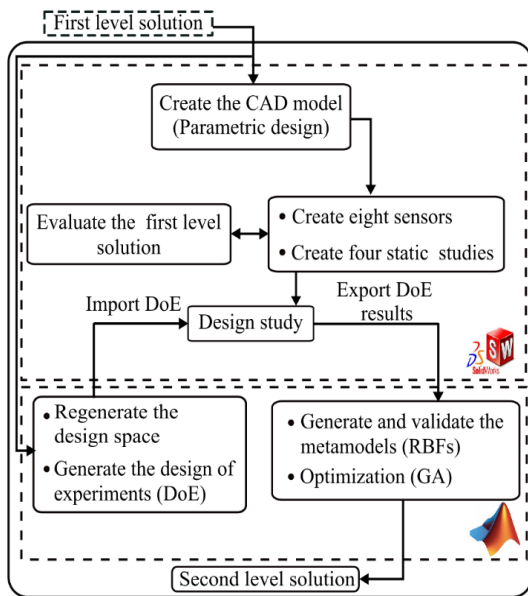 First level solution
Create the CAD model
(Parametric design)
Evaluate the first level
solution
• Create eight sensors
• Create four static studies
Import DoE
Design study
Export DoE
results
SW
SolidWorks
• Regenerate the
design space
• Generate the design of
experiments (DoE)
• Generate and validate the
metamodels (RBFs)
• Optimization (GA)
Second level solution